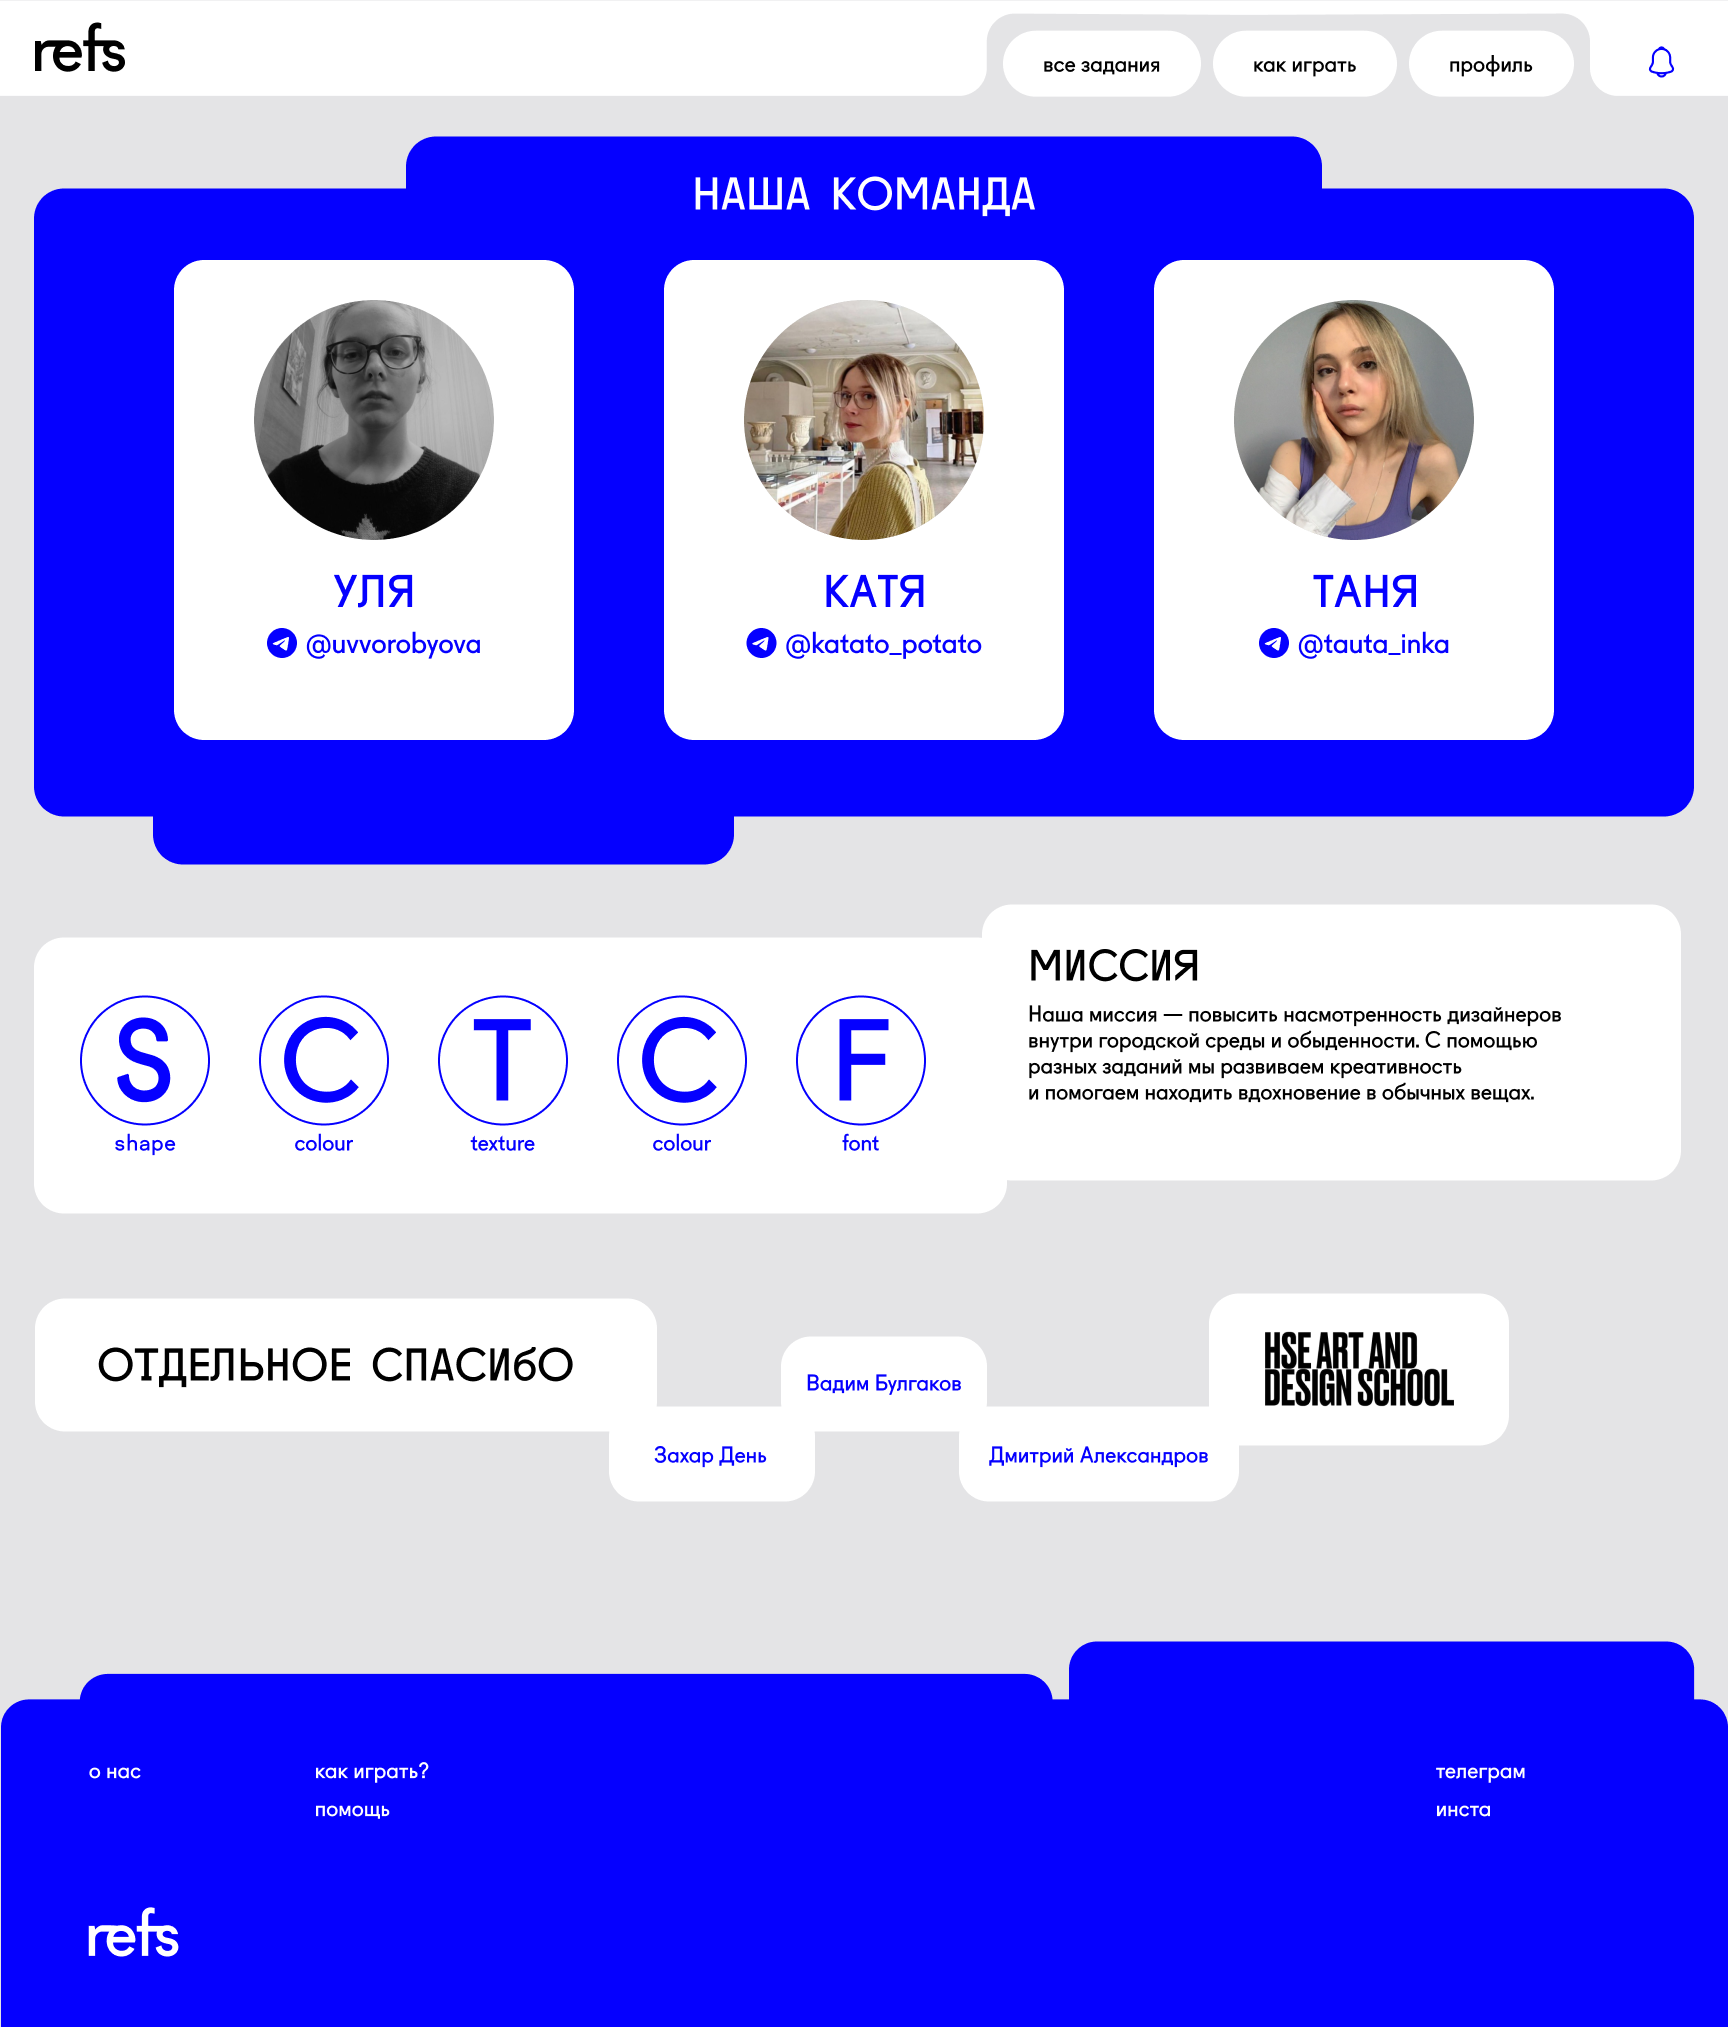 refs
все задания
как играть
профиль
НАША КОМАНДА
УЛЯ
@uvvorobyova
КАТЯ
@katato_potato
ТАНЯ
@tauta_inka
S C T C F
shape colour texture colour font
МИССИЯ
Наша миссия — повысить насмотренность дизайнеров
внутри городской среды и обыденности. С помощью
разных заданий мы развиваем креативность
и помогаем находить вдохновение в обычных вещах.
ОТДЕЛЬНОЕ СПАСИбО
Захар День
Вадим Булгаков
Дмитрий Александров
HSE ART AND
DESIGN SCHOOL
о нас
как играть?
помощь
телеграм
инста
refs